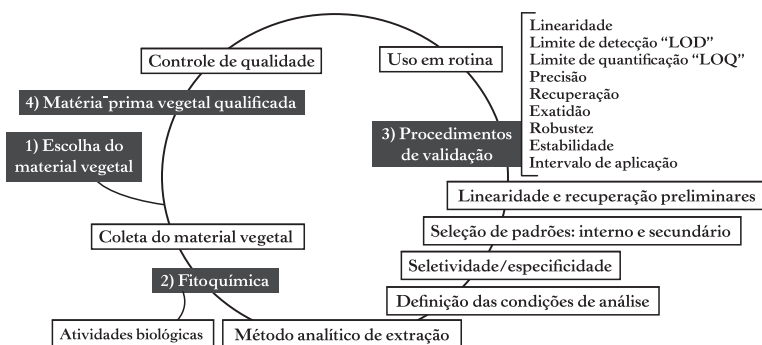 Linearidade
Limite de detecção “LOD”
Limite de quantificação “LOQ”
Precisão
Recuperação
Exatidão
Robustez
Estabilidade
Intervalo de aplicação
Controle de qualidade
Uso em rotina
4) Matéria-prima vegetal qualificada
3) Procedimentos
de validação
1) Escolha do
material vegetal
Linearidade e recuperação preliminares
Coleta do material vegetal
Seleção de padrões: interno e secundário
Seletividade/especificidade
2) Fitoquímica
Definição das condições de análise
Atividades biológicas
Método analítico de extração